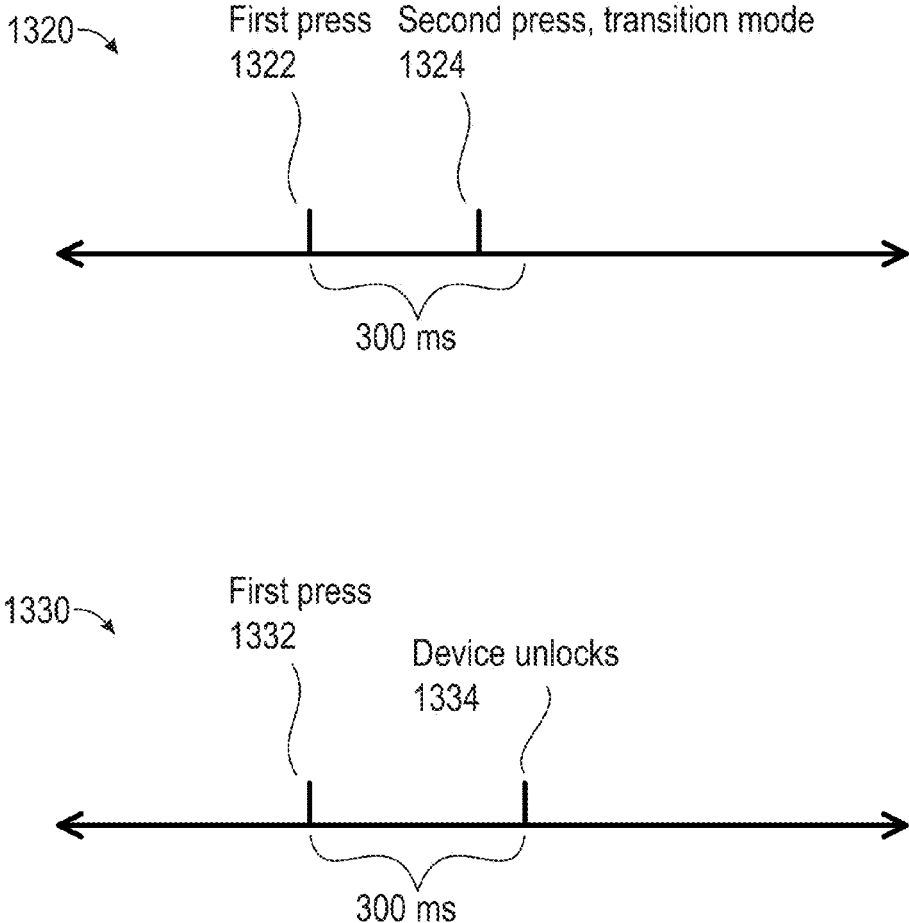 1320
First press
1322
Second press, transition mode
1324
300 ms
1330
First press
1332
Device unlocks
1334
300 ms